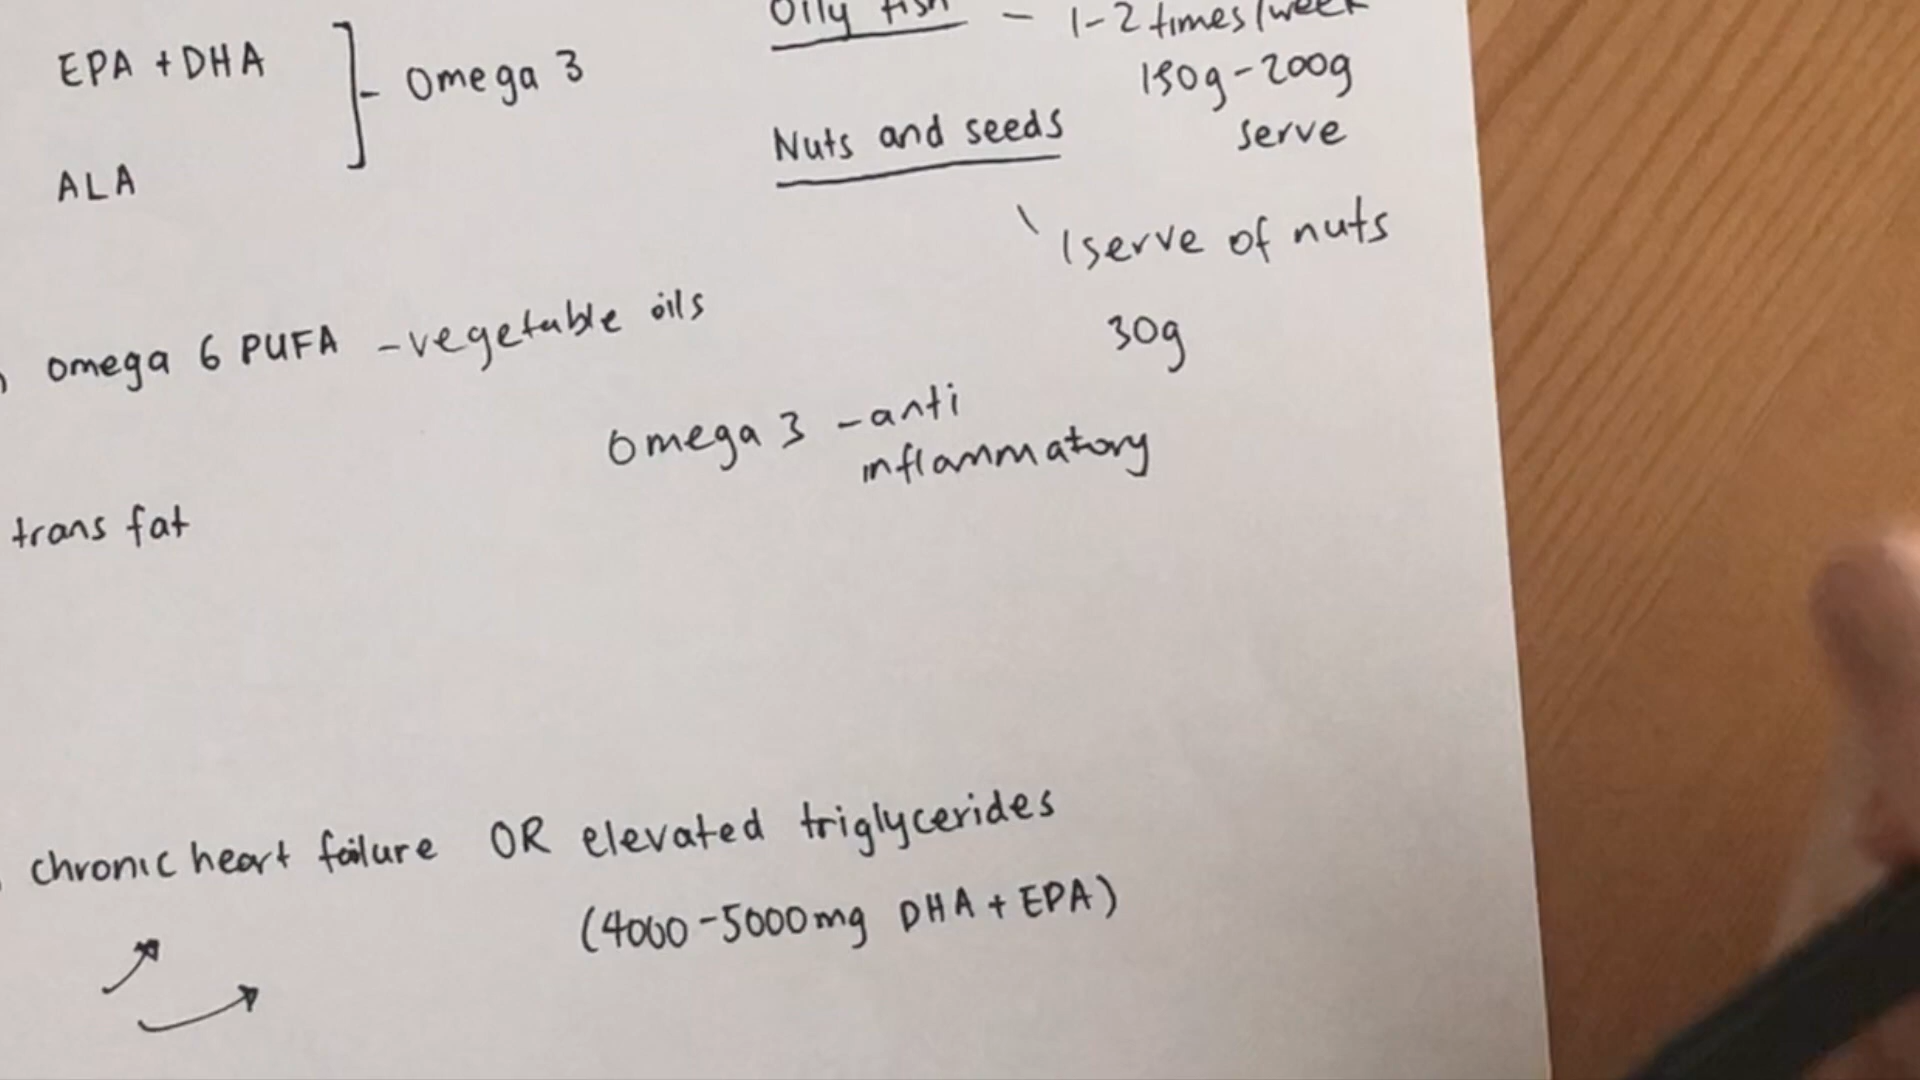 EPA + DHA
ALA
- Omega 3
Oily fish - 1-2 times/week
150g-200g
serve
Nuts and seeds
1 serve of nuts
30g
omega 6 PUFA - vegetable oils
Omega 3 - anti
inflammatory
trans fat
chronic heart failure OR elevated triglycerides
(4000-5000mg DHA + EPA)